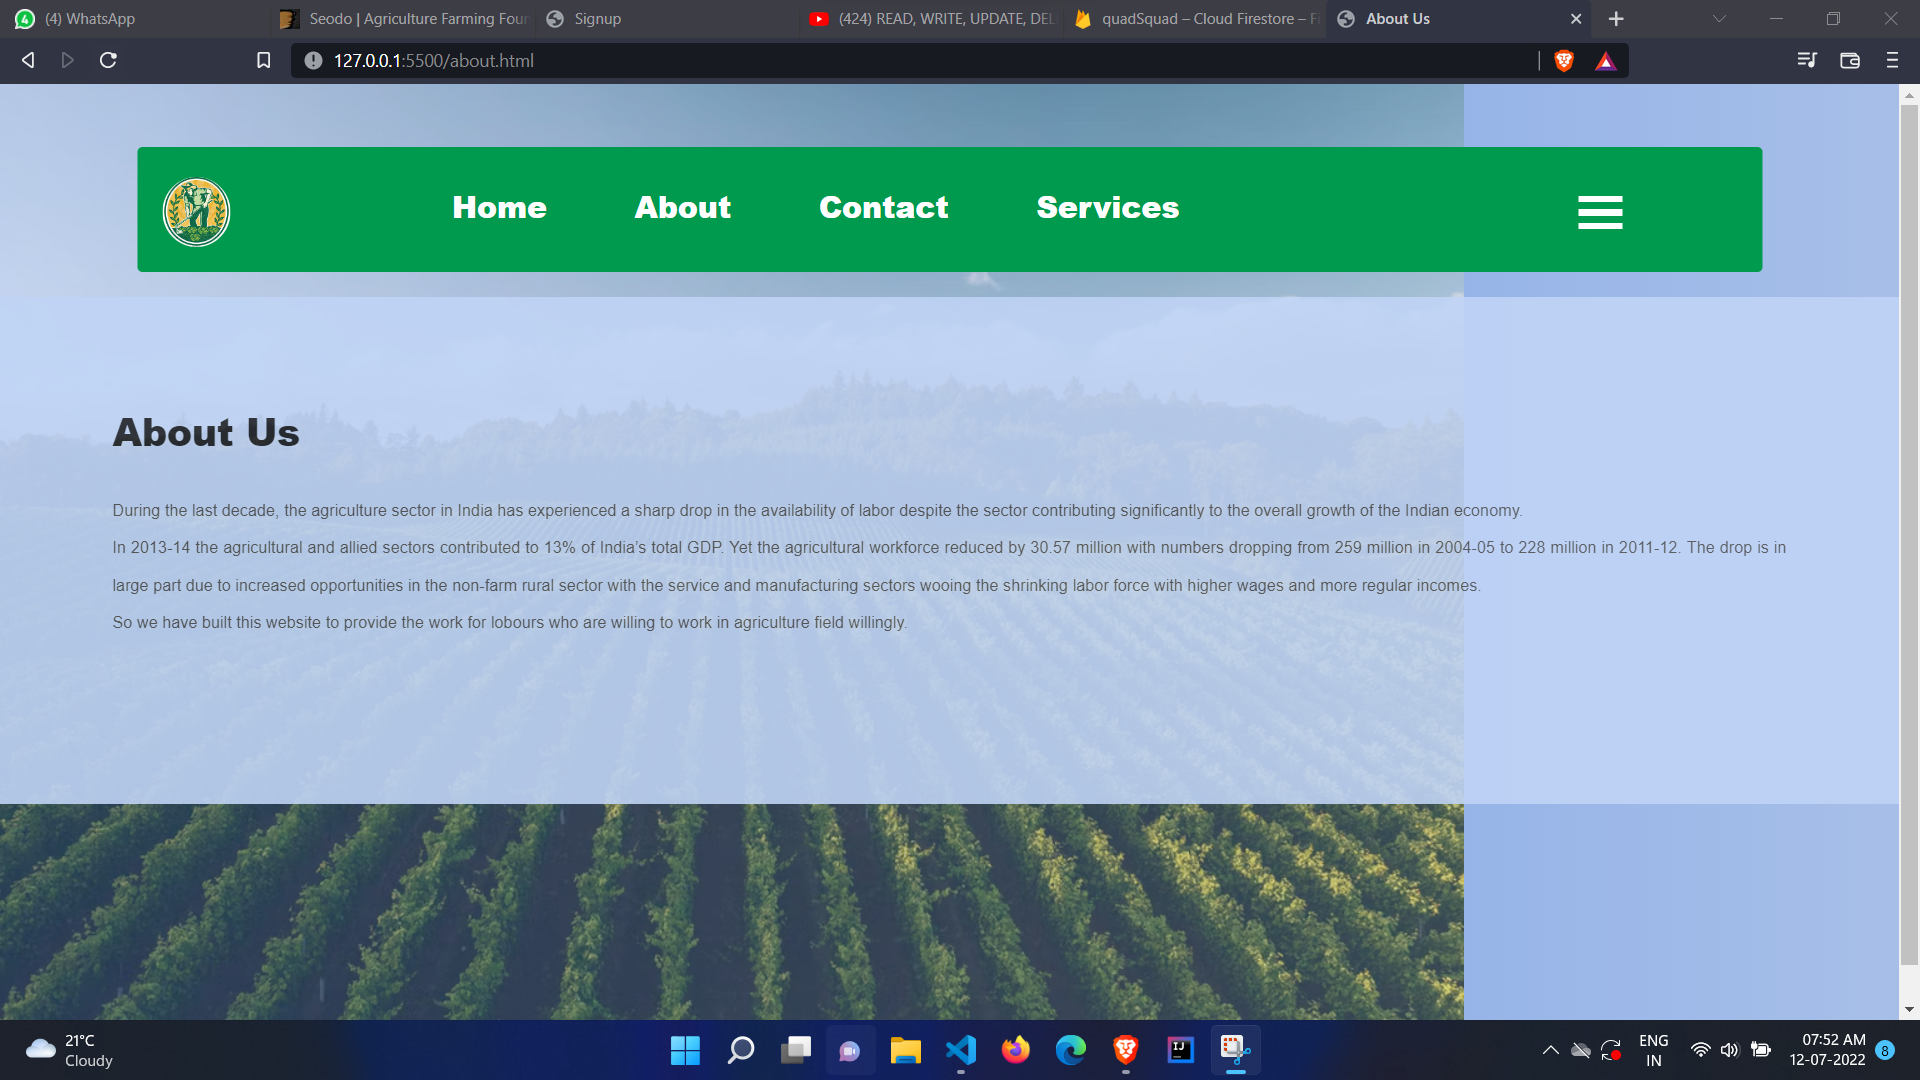 (4) WhatsApp
Seodo | Agriculture Farming Foun
Signup
(424) READ, WRITE, UPDATE, DEL
quadSquad – Cloud Firestore – Fi
About Us
127.0.0.1:5500/about.html
Home About Contact Services
About Us
During the last decade, the agriculture sector in India has experienced a sharp drop in the availability of labor despite the sector contributing significantly to the overall growth of the Indian economy.
In 2013-14 the agricultural and allied sectors contributed to 13% of India’s total GDP. Yet the agricultural workforce reduced by 30.57 million with numbers dropping from 259 million in 2004-05 to 228 million in 2011-12. The drop is in
large part due to increased opportunities in the non-farm rural sector with the service and manufacturing sectors wooing the shrinking labor force with higher wages and more regular incomes.
So we have built this website to provide the work for lobours who are willing to work in agriculture field willingly.
21°C
Cloudy
IJ
ENG
IN
07:52 AM
12-07-2022
8